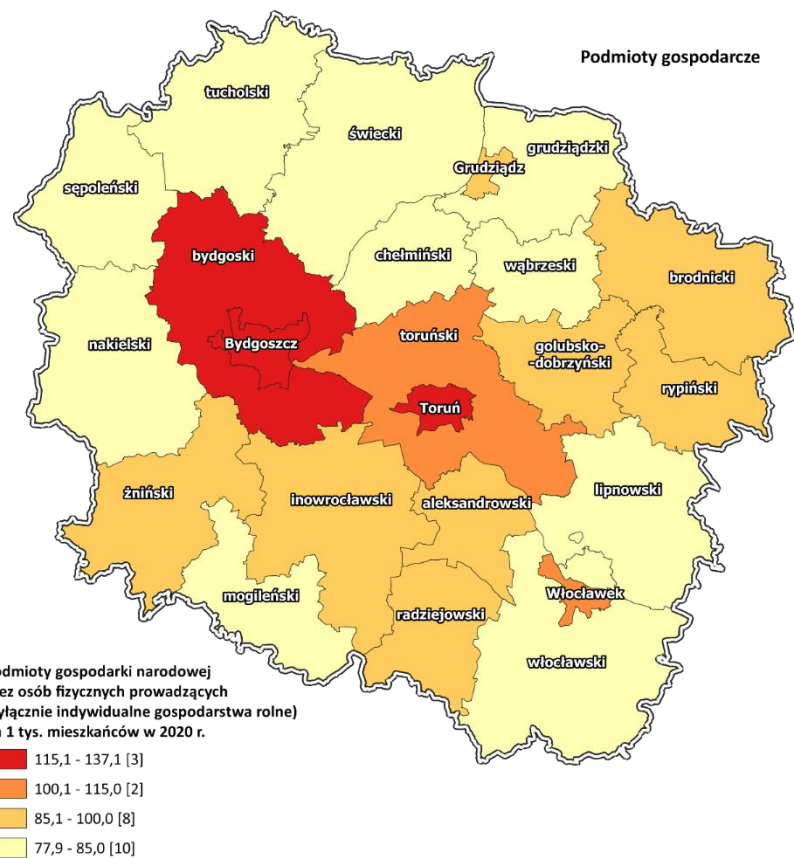 Podmioty gospodarcze
tucholski
świecki
grudziądzki
Grudziądz
sępoleński
bydgoski
chełmiński
wąbrzeski
brodnicki
nakielski
Bydgoszcz
toruński
golubsko-
-dobrzyński
rypiński
Toruń
żniński
inowrocławski
aleksandrowski
lipnowski
mogileński
radziejowski
Włocławek
włocławski
odmioty gospodarki narodowej
ez osób fizycznych prowadzących
yłącznie indywidualne gospodarstwa rolne)
a 1 tys. mieszkańców w 2020 r.
115,1 - 137,1 [3]
100,1 - 115,0 [2]
85,1 - 100,0 [8]
77,9 - 85,0 [10]